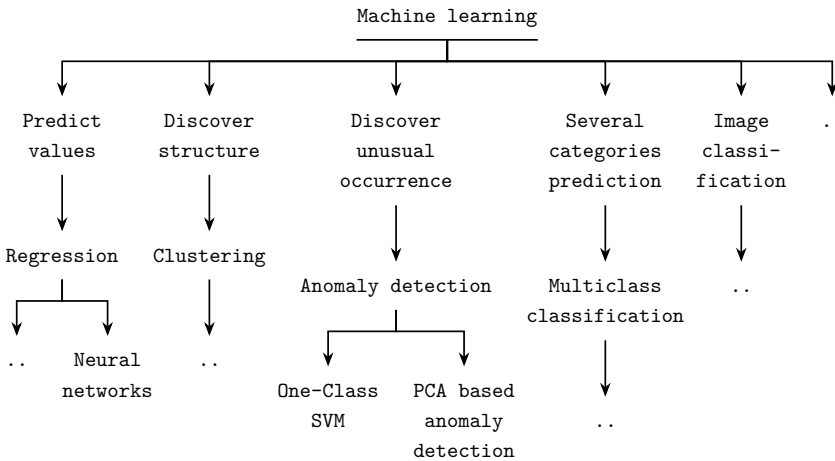 Machine learning
Predict
values
Discover
structure
Discover
unusual
occurrence
Several
categories
prediction
Image
classi-
fication
.
Regression
Clustering
Anomaly detection
Multiclass
classification
..
..
Neural
networks
..
One-Class
SVM
PCA based
anomaly
detection
..